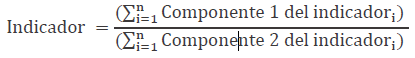 Indicador = (∑ⁿᵢ₌₁ Componente 1 del indicadorᵢ)
(∑ⁿᵢ₌₁ Componente 2 del indicadorᵢ)